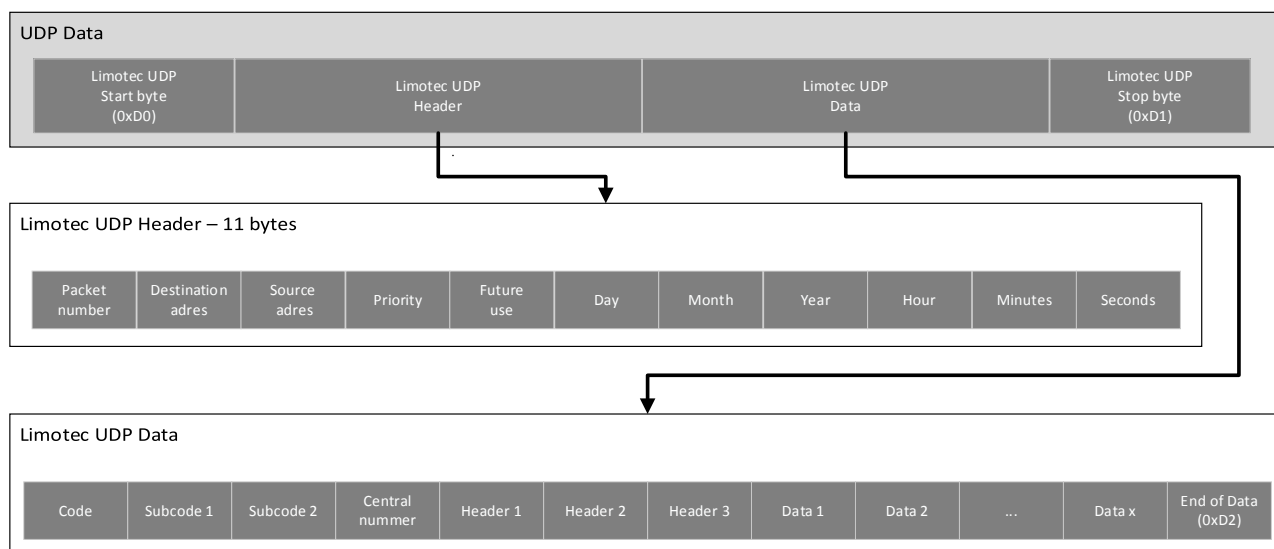 UDP Data
Limotec UDP
Start byte
(0xD0)
Limotec UDP
Header
Limotec UDP
Data
Limotec UDP
Stop byte
(0xD1)
.
Limotec UDP Header – 11 bytes
Packet
number
Destination
adres
Source
adres
Priority
Future
use
Day
Month
Year
Hour
Minutes
Seconds
Limotec UDP Data
Code
Subcode 1
Subcode 2
Central
nummer
Header 1
Header 2
Header 3
Data 1
Data 2
...
Data x
End of Data
(0xD2)